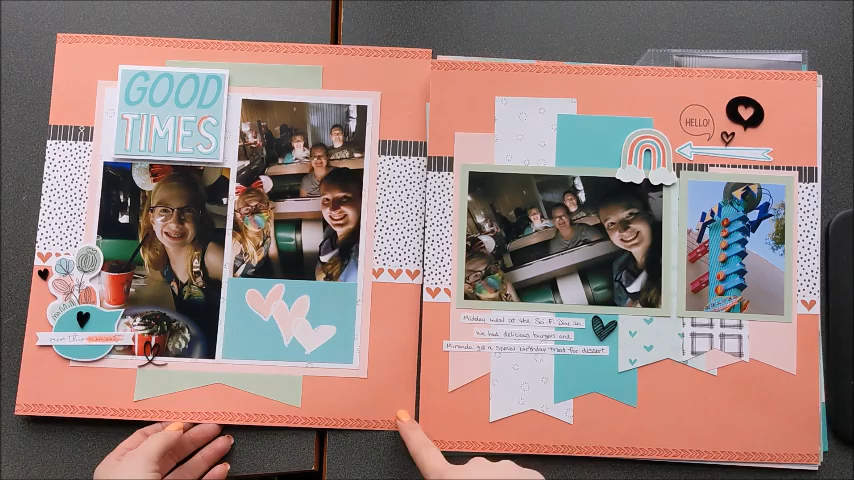 GOOD
TIMES
HELLO!
Midday meal at the Sci-Fi Dine In.
We had delicious burgers and
Miranda got a special birthday treat for dessert.